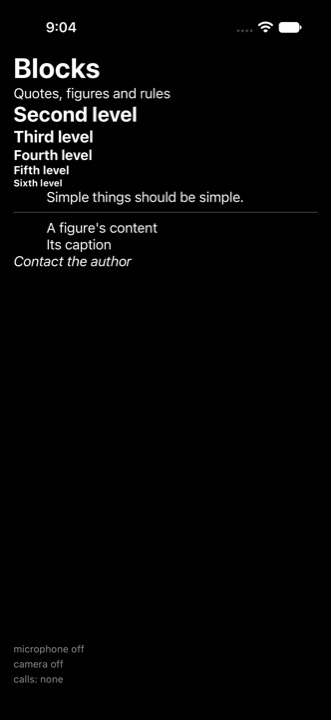 9:04
Blocks
Quotes, figures and rules
Second level
Third level
Fourth level
Fifth level
Sixth level
Simple things should be simple.
A figure's content
Its caption
Contact the author
microphone off
camera off
calls: none